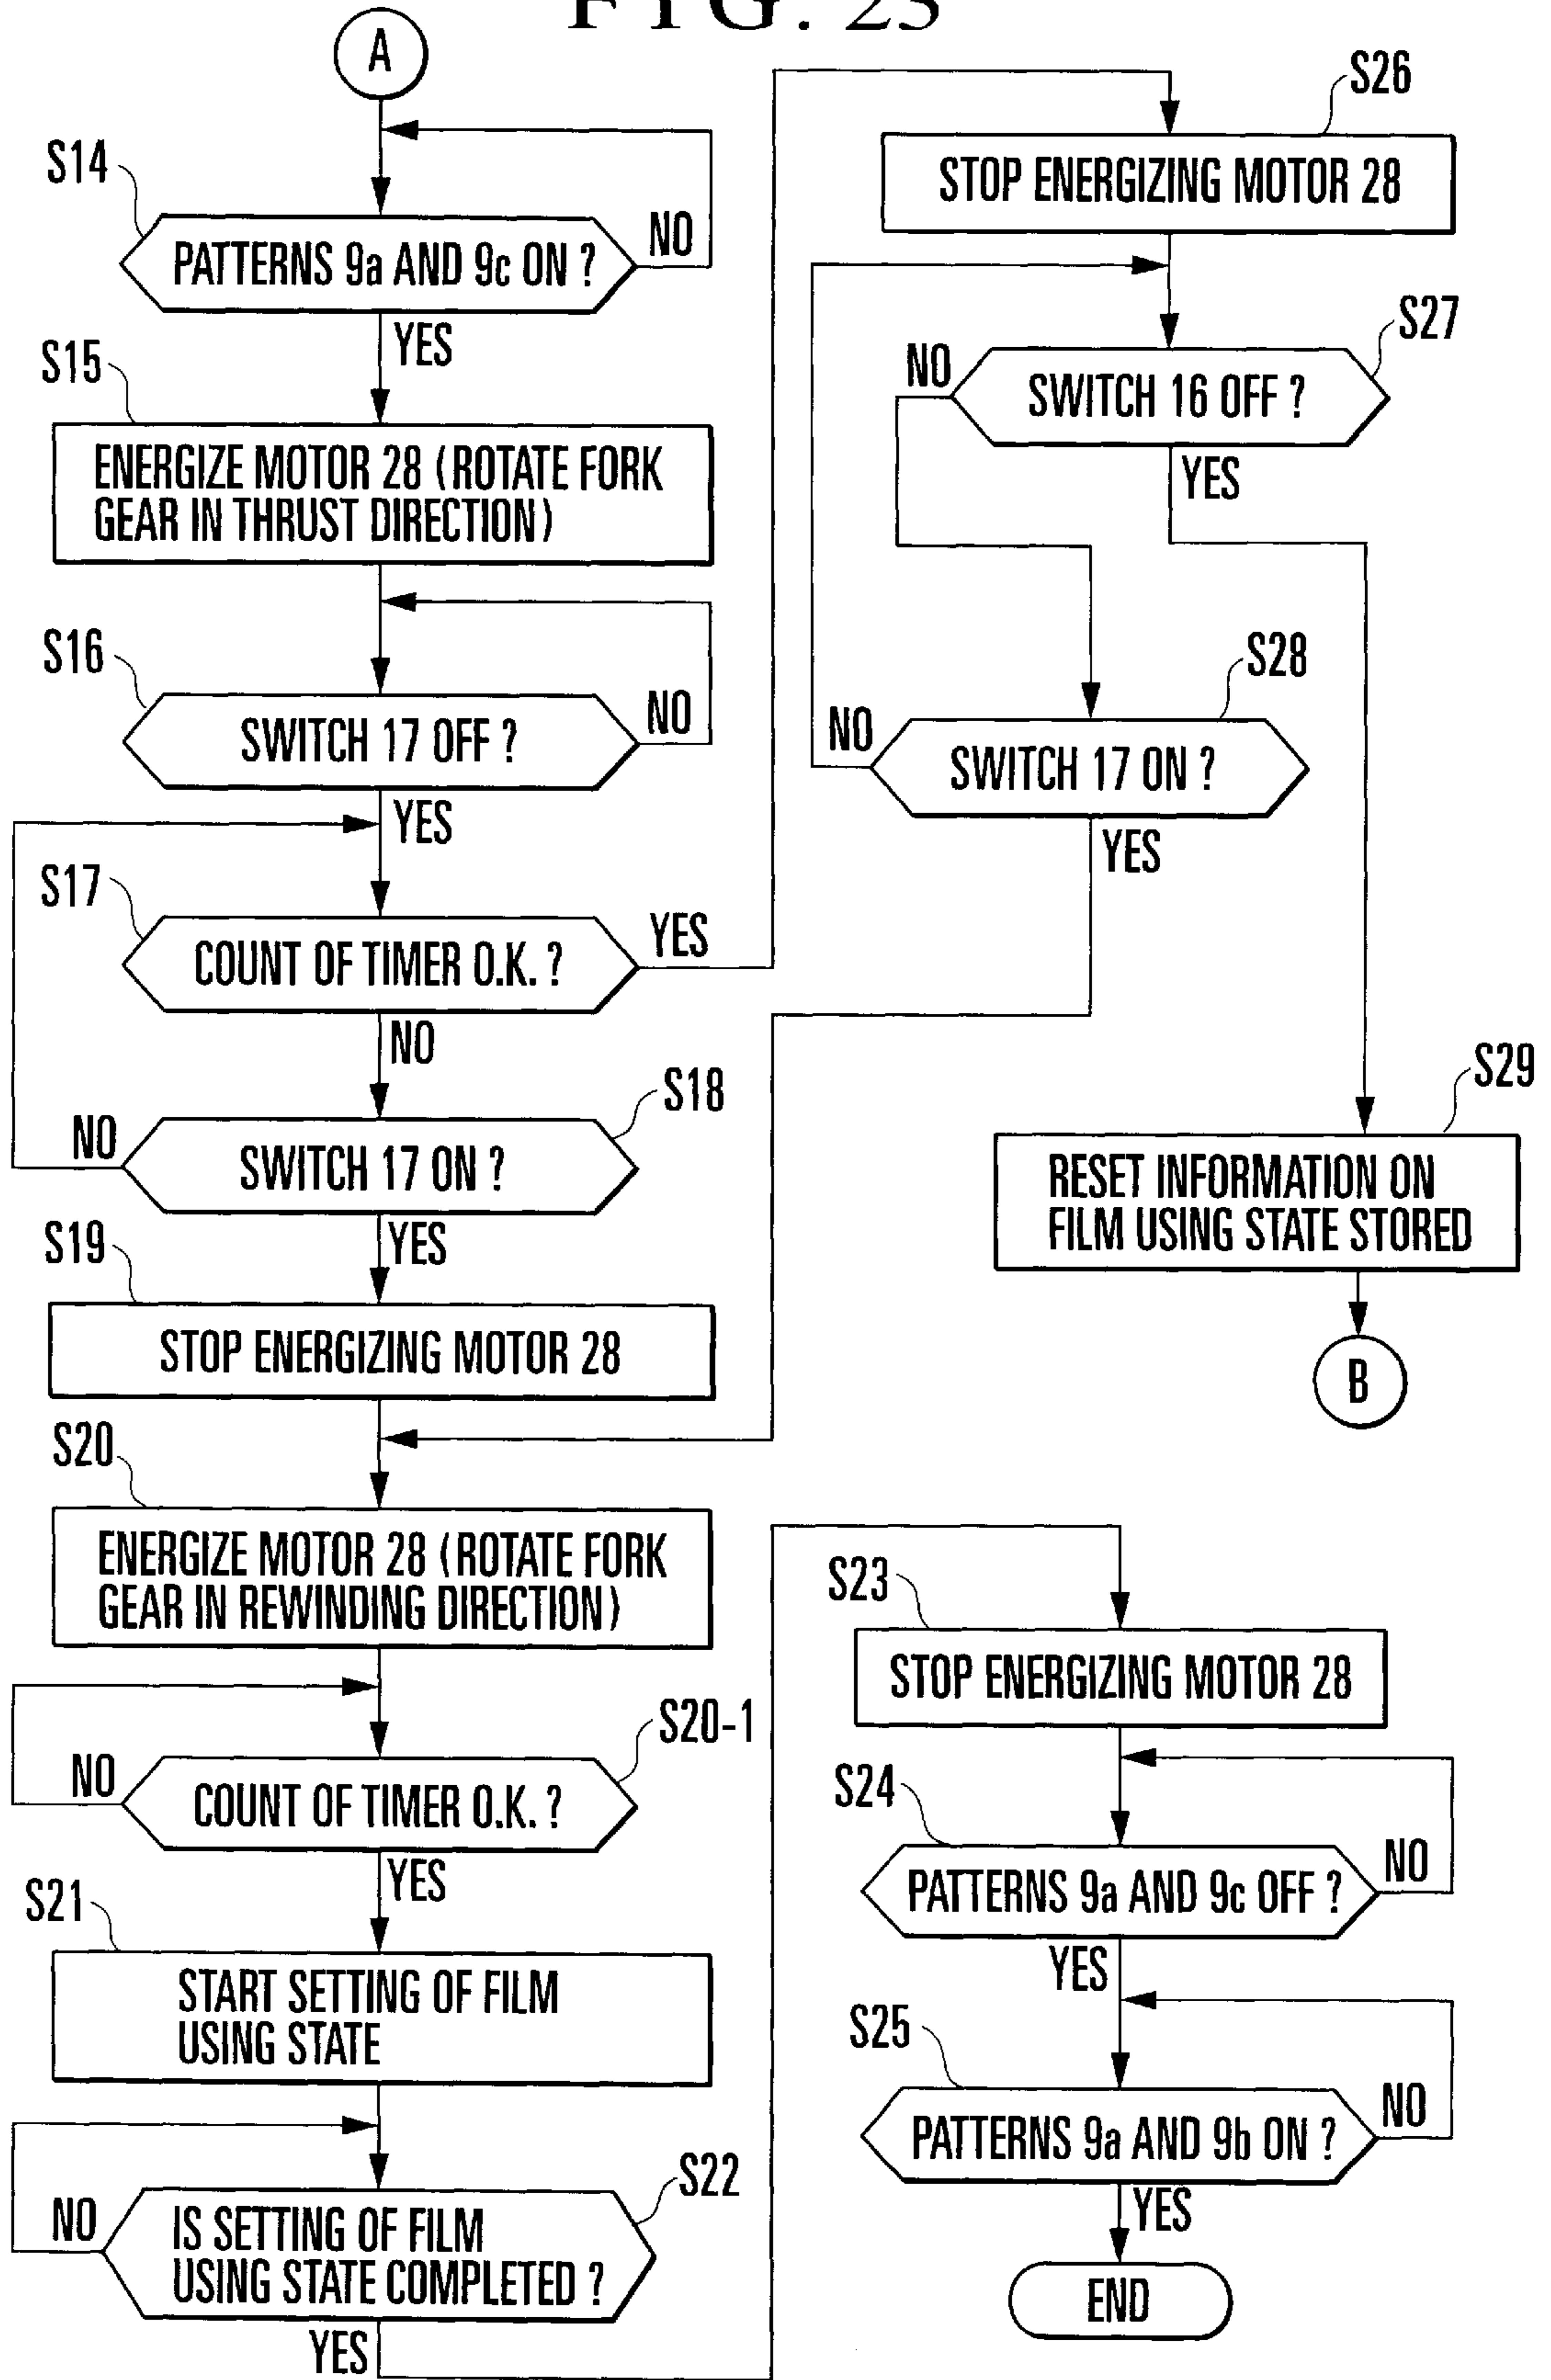 FIG. 23
A
S14
PATTERNS 9a AND 9c ON ?
NO
YES
S15
ENERGIZE MOTOR 28 (ROTATE FORK
GEAR IN THRUST DIRECTION)
S16
SWITCH 17 OFF ?
NO
YES
S17
COUNT OF TIMER O.K. ?
YES
NO
S18
SWITCH 17 ON ?
NO
YES
S19
STOP ENERGIZING MOTOR 28
S20
ENERGIZE MOTOR 28 (ROTATE FORK
GEAR IN REWINDING DIRECTION)
S20-1
NO
COUNT OF TIMER O.K. ?
YES
S21
START SETTING OF FILM
USING STATE
S22
NO
IS SETTING OF FILM
USING STATE COMPLETED ?
YES
S26
STOP ENERGIZING MOTOR 28
S27
NO
SWITCH 16 OFF ?
YES
S28
NO
SWITCH 17 ON ?
YES
S29
RESET INFORMATION ON
FILM USING STATE STORED
B
S23
STOP ENERGIZING MOTOR 28
S24
PATTERNS 9a AND 9c OFF ?
NO
YES
S25
PATTERNS 9a AND 9b ON ?
NO
YES
END